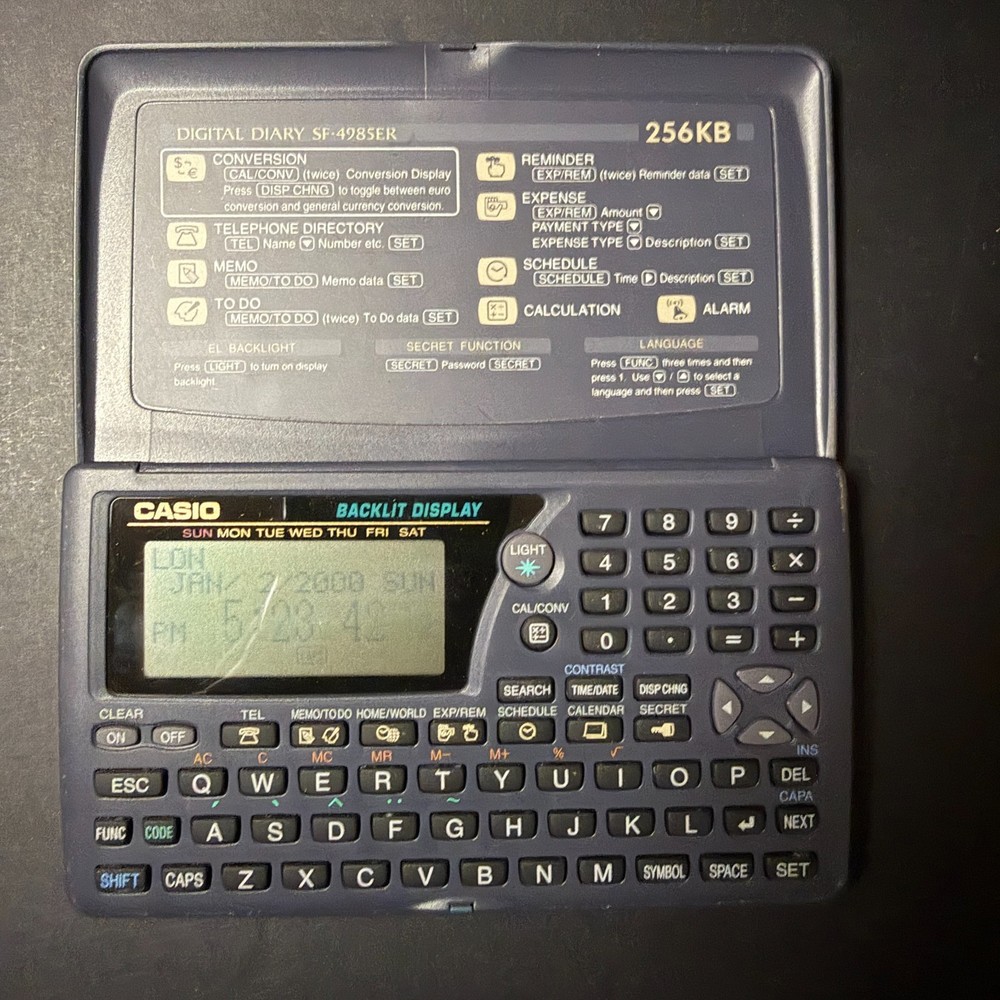 DIGITAL DIARY SF-4985ER
256KB
CONVERSION
CAL/CONV (twice) Conversion Display
Press DISP CHNG to toggle between euro
conversion and general currency conversion.
TELEPHONE DIRECTORY
TEL Name ▼ Number etc. SET
MEMO
MEMO/TO DO Memo data SET
TO DO
MEMO/TO DO (twice) To Do data SET
REMINDER
EXP/REM (twice) Reminder data SET
EXPENSE
EXP/REM Amount ▼
PAYMENT TYPE ▼
EXPENSE TYPE ▼ Description SET
SCHEDULE
SCHEDULE Time ▶ Description SET
CALCULATION
ALARM
EL BACKLIGHT
Press LIGHT to turn on display
backlight.
SECRET FUNCTION
SECRET Password SECRET
LANGUAGE
Press FUNC three times and then
press 1. Use ▼ / ▲ to select a
language and then press SET.
CASIO
BACKLIT DISPLAY
SUN MON TUE WED THU FRI SAT
LON
JAN/ 2/2000 SUN
PM 5:23 4
LIGHT
CAL/CONV
7 8 9 ÷
4 5 6 ×
1 2 3 −
0 · = +
CONTRAST
SEARCH TIME/DATE DISP CHNG
CLEAR TEL MEMO/TO DO HOME/WORLD EXP/REM SCHEDULE CALENDAR SECRET
ON OFF
INS
AC C MC MR M− M+ % √
ESC Q W E R T Y U I O P DEL
´ ` ^ ¨ ~
CAPA
FUNC CODE A S D F G H J K L ↵ NEXT
SHIFT CAPS Z X C V B N M SYMBOL SPACE SET